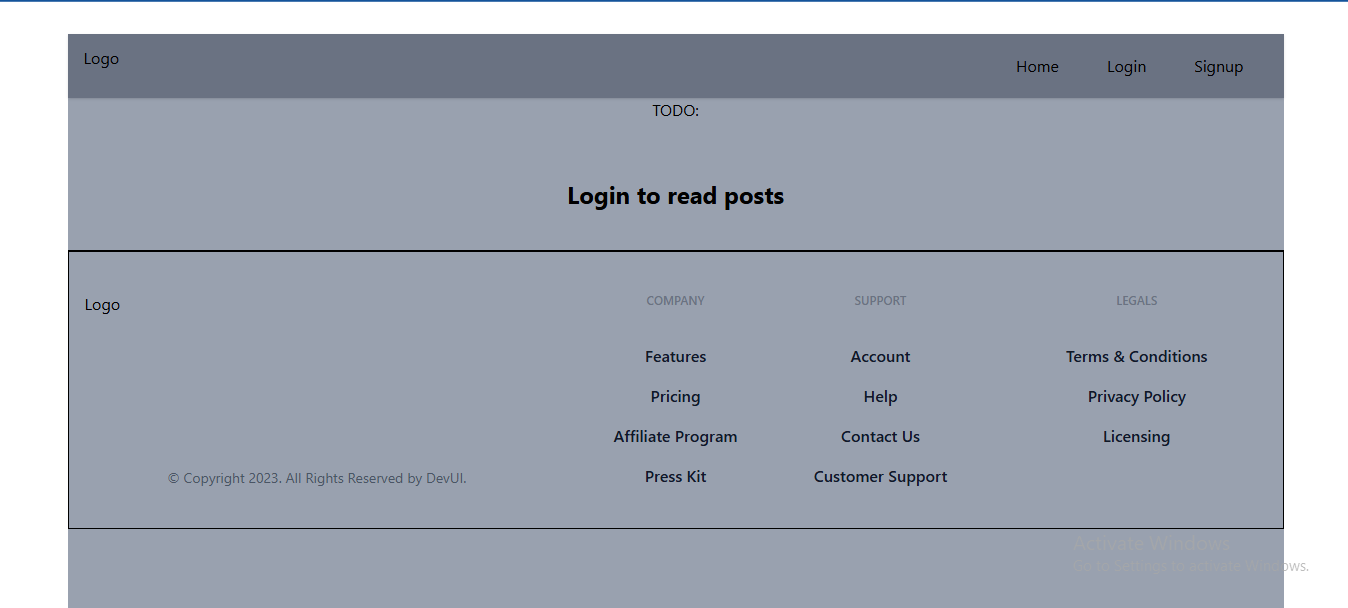 Logo
Home Login Signup
TODO:
Login to read posts
Logo
COMPANY SUPPORT LEGALS
Features Account Terms & Conditions
Pricing Help Privacy Policy
Affiliate Program Contact Us Licensing
Press Kit Customer Support
© Copyright 2023. All Rights Reserved by DevUI.
Activate Windows
Go to Settings to activate Windows.